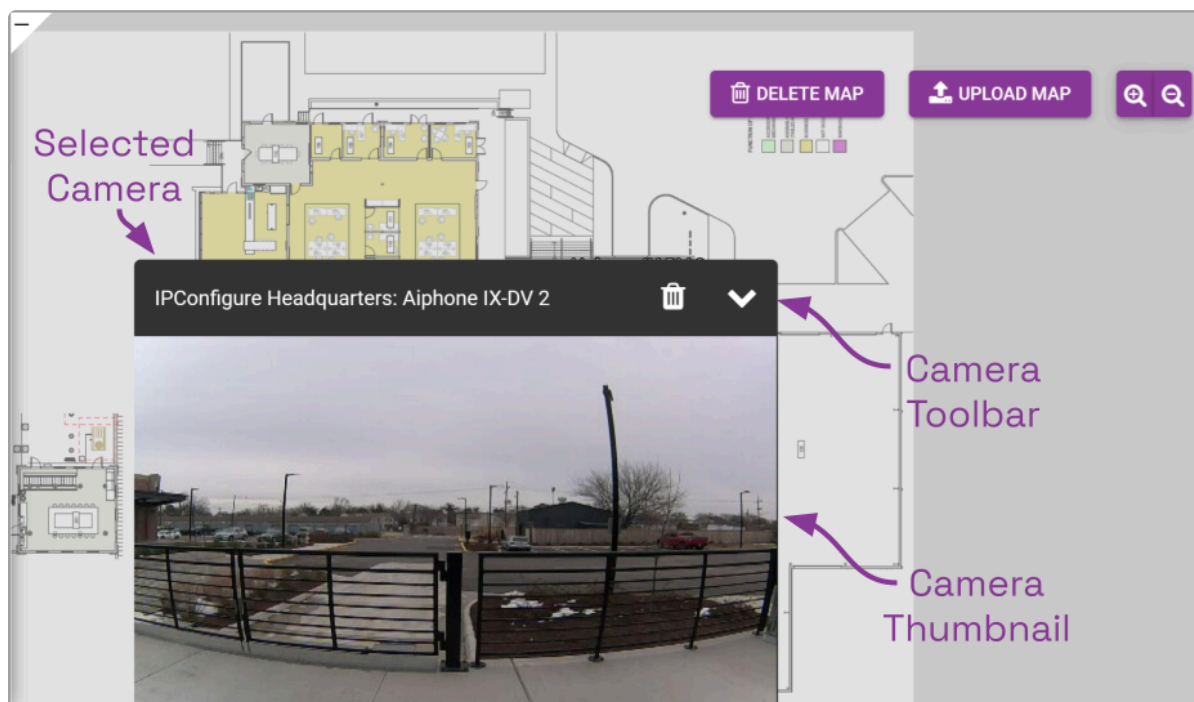 DELETE MAP
UPLOAD MAP
Selected
Camera
IPConfigure Headquarters: Aiphone IX-DV 2
Camera
Toolbar
Camera
Thumbnail